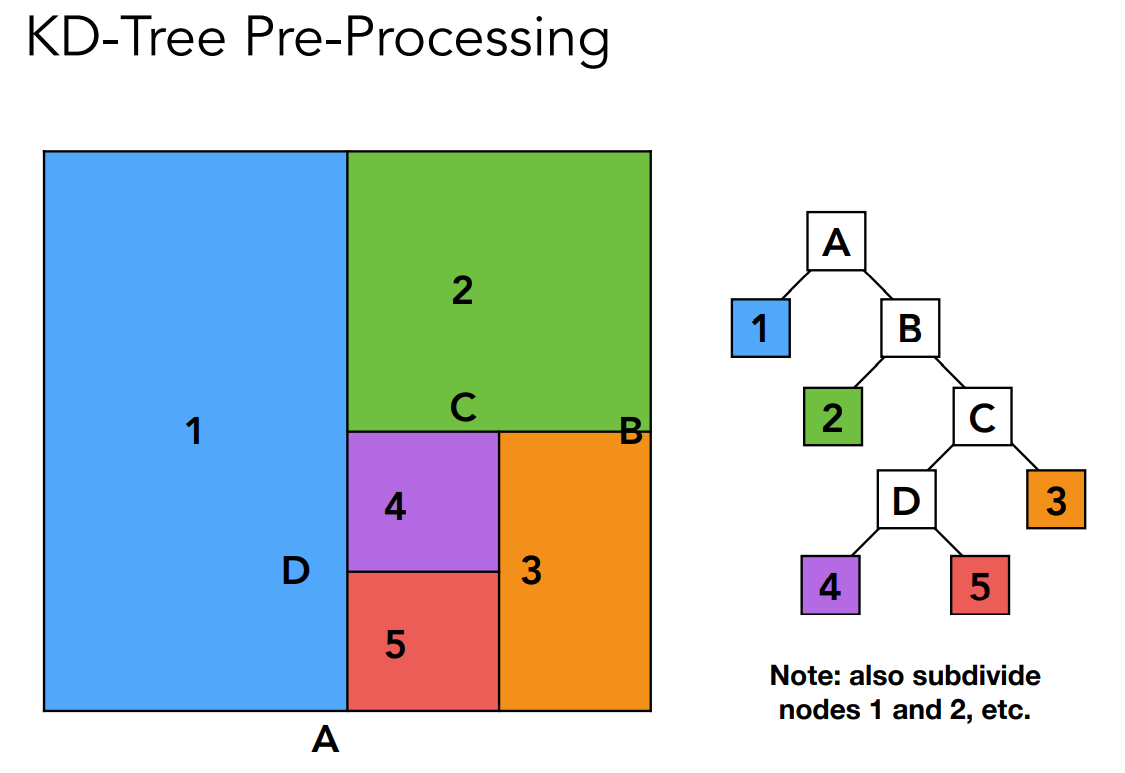 KD-Tree Pre-Processing
1
2
C
B
4
D
3
5
A
A
1
B
2
C
D
3
4
5
Note: also subdivide
nodes 1 and 2, etc.